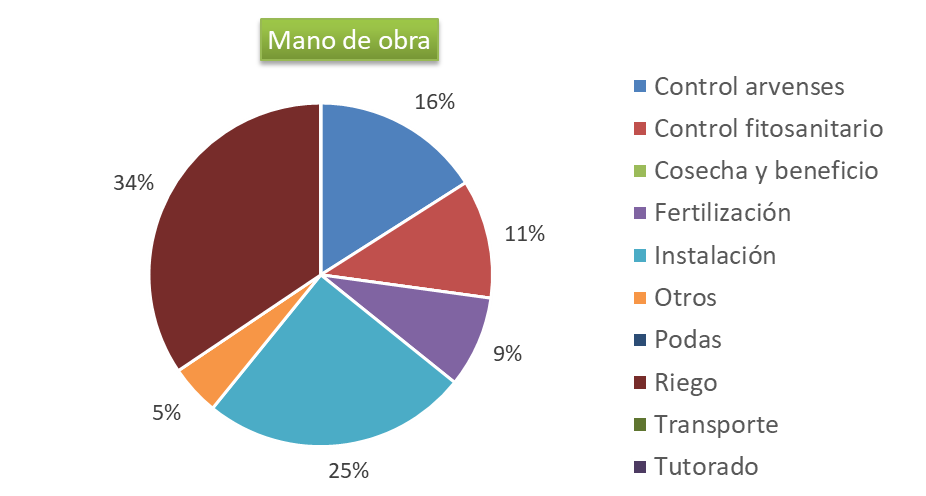 Mano de obra
16%
11%
9%
25%
5%
34%
Control arvenses
Control fitosanitario
Cosecha y beneficio
Fertilización
Instalación
Otros
Podas
Riego
Transporte
Tutorado